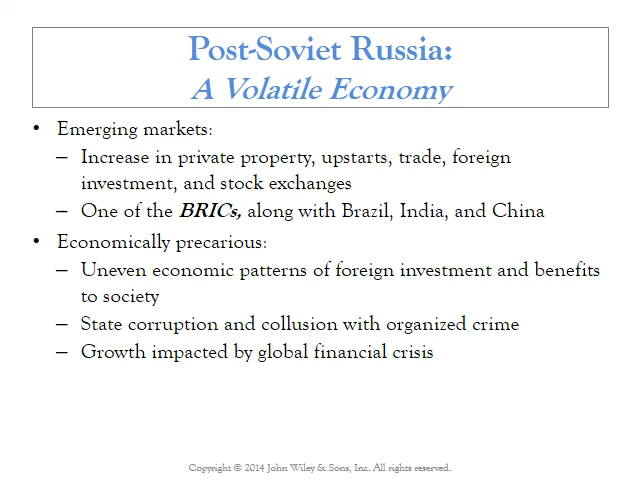 Post-Soviet Russia:
A Volatile Economy
• Emerging markets:
– Increase in private property, upstarts, trade, foreign
investment, and stock exchanges
– One of the BRICs, along with Brazil, India, and China
• Economically precarious:
– Uneven economic patterns of foreign investment and benefits
to society
– State corruption and collusion with organized crime
– Growth impacted by global financial crisis
Copyright © 2014 John Wiley & Sons, Inc. All rights reserved.